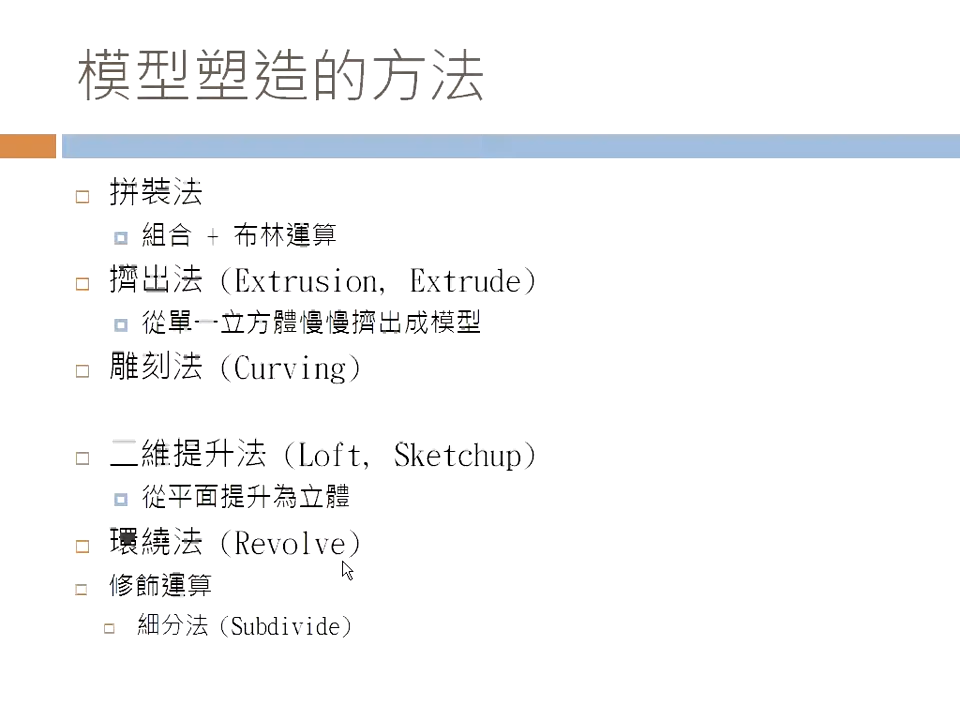 模型塑造的方法
拼裝法
組合 + 布林運算
擠出法 (Extrusion, Extrude)
從單一立方體慢慢擠出成模型
雕刻法 (Curving)
二維提升法 (Loft, Sketchup)
從平面提升為立體
環繞法 (Revolve)
修飾運算
細分法 (Subdivide)